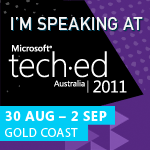 I'M SPEAKING AT
Microsoft®
tech·ed
Australia 2011
30 AUG – 2 SEP
GOLD COAST